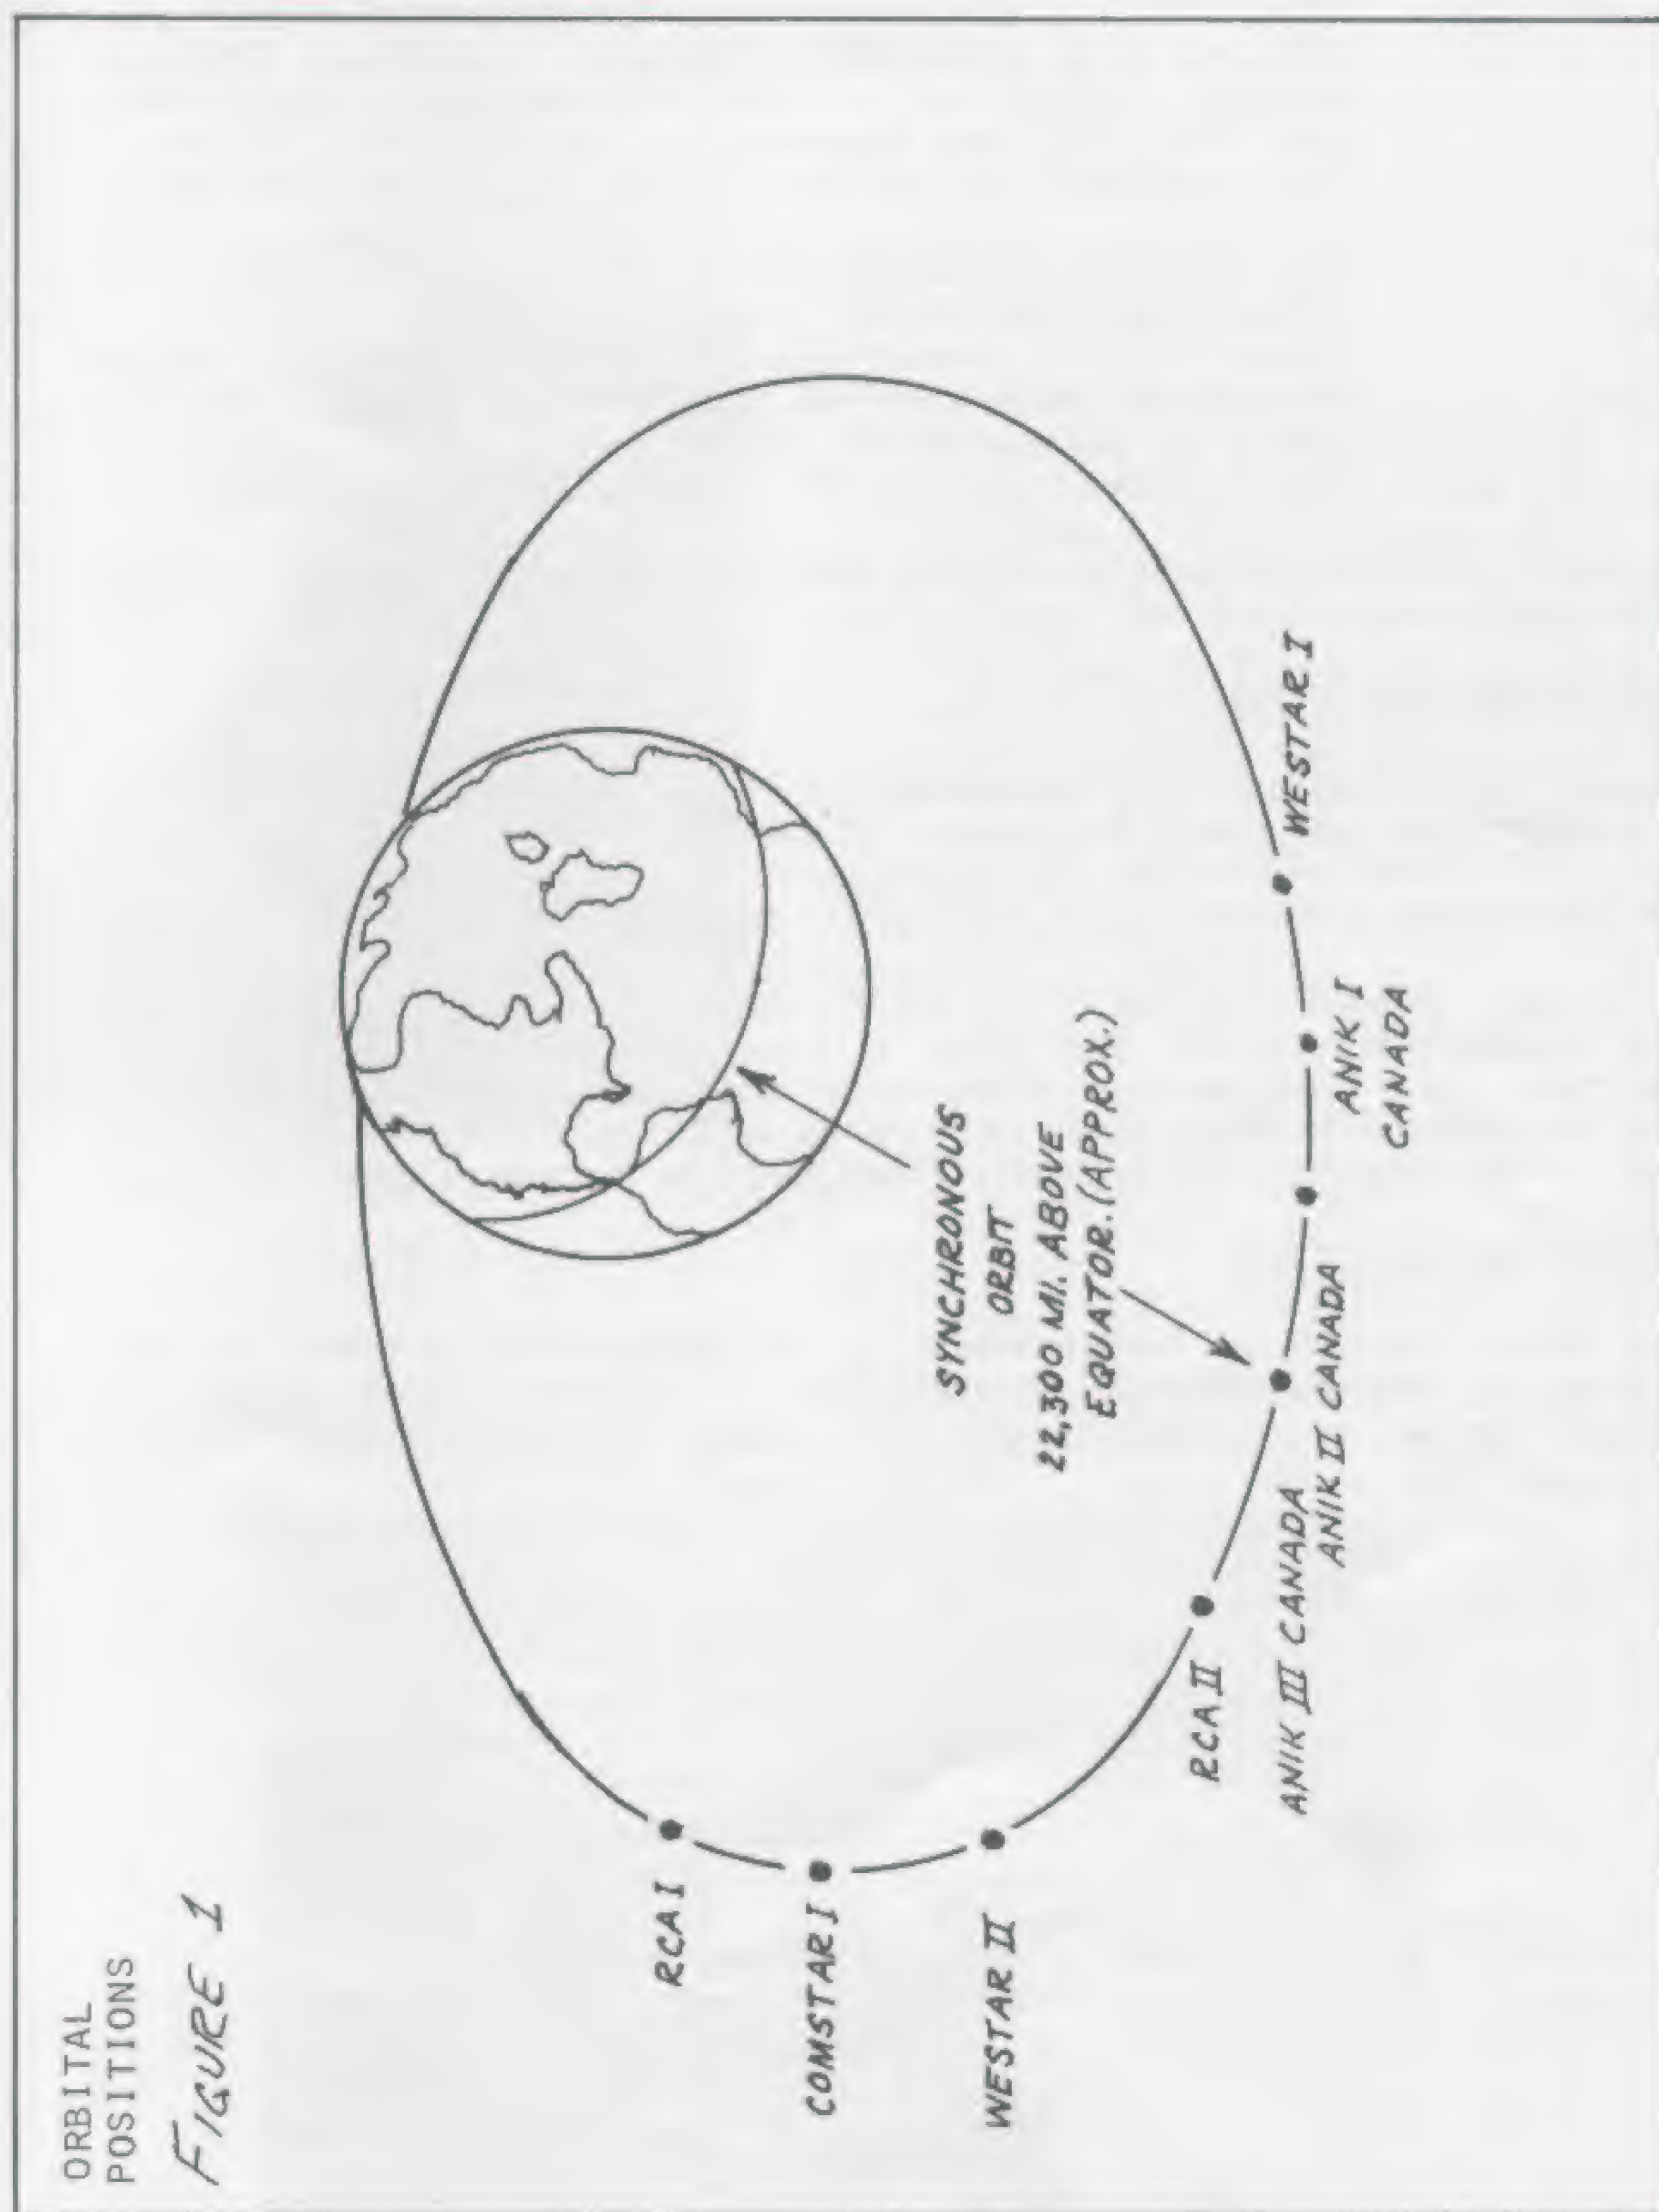 ORBITAL
POSITIONS
FIGURE 1
RCA I
COMSTAR I
WESTAR II
RCA II
ANIK III CANADA
ANIK II CANADA
ANIK I
CANADA
WESTAR I
SYNCHRONOUS
ORBIT
22,300 MI. ABOVE
EQUATOR.(APPROX.)